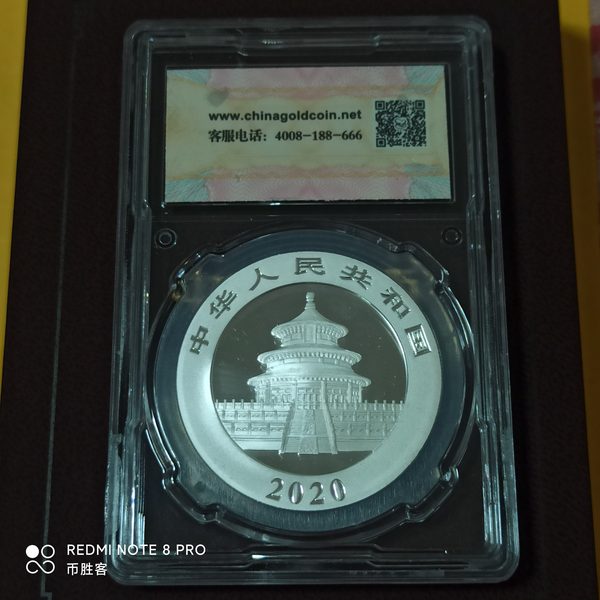 www.chinagoldcoin.net
客服电话：4008-188-666
中华人民共和国
2020
REDMI NOTE 8 PRO
币胜客